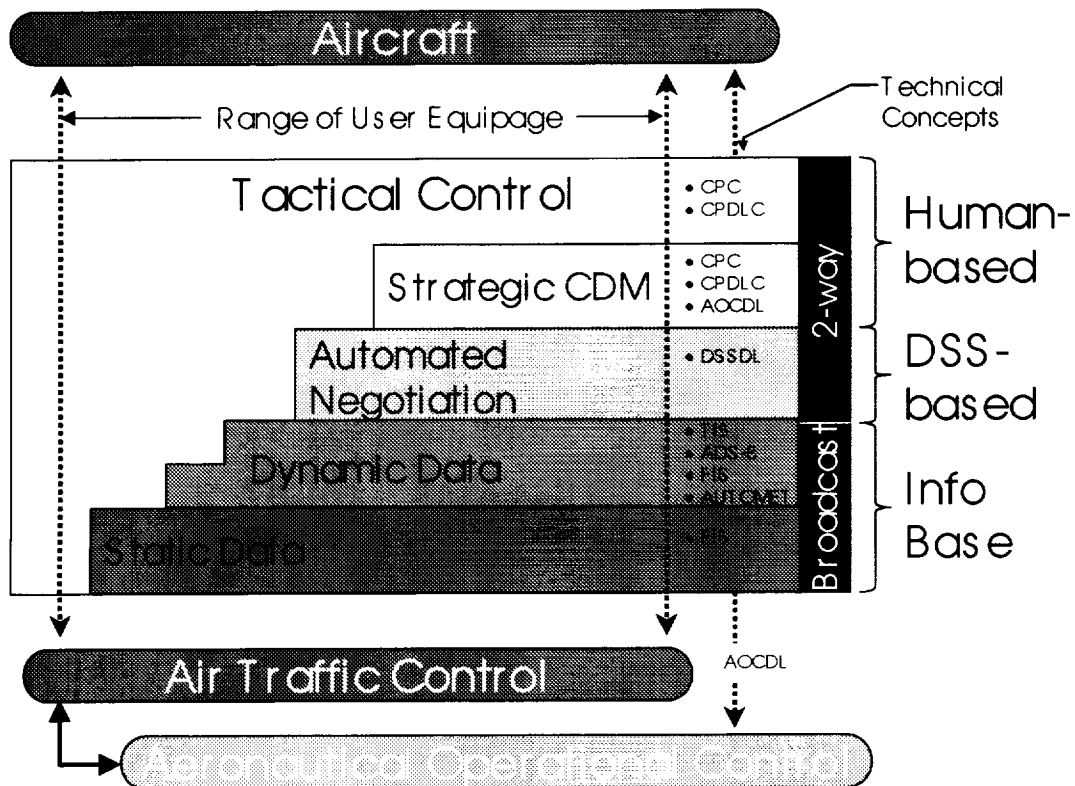 Aircraft
Range of User Equipage
Technical
Concepts
Tactical Control
• CPC
• CPDLC
Human-
based
Strategic CDM
• CPC
• CPDLC
• AOCDL
2-way
Automated
Negotiation
• DSSDL
DSS-
based
Dynamic Data
• TIS
• ADS-B
• FIS
• AUTOMET
Broadcast
Info
Base
Static Data
• FIS
Air Traffic Control
AOCDL
Aeronautical Operational Control